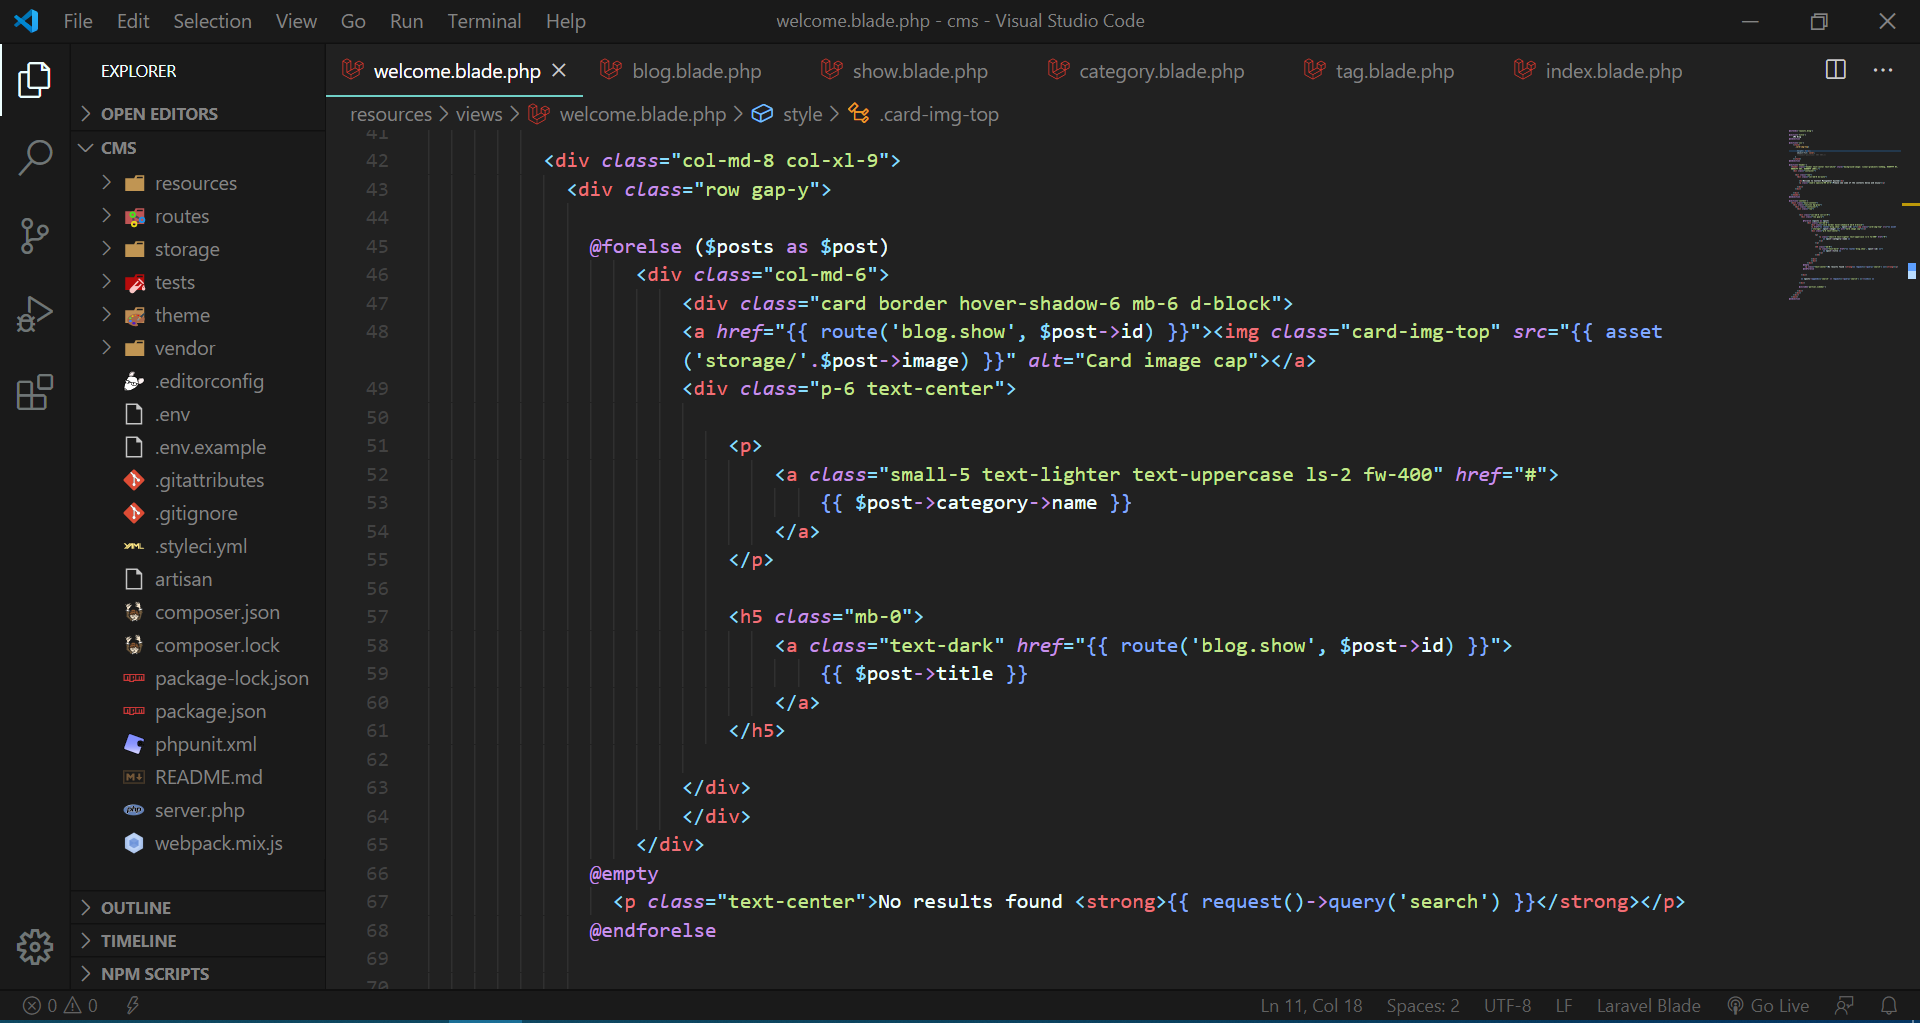 File Edit Selection View Go Run Terminal Help
welcome.blade.php - cms - Visual Studio Code
EXPLORER
OPEN EDITORS
CMS
resources
routes
storage
tests
theme
vendor
.editorconfig
.env
.env.example
.gitattributes
.gitignore
.styleci.yml
artisan
composer.json
composer.lock
package-lock.json
package.json
phpunit.xml
README.md
server.php
webpack.mix.js
OUTLINE
TIMELINE
NPM SCRIPTS
welcome.blade.php blog.blade.php show.blade.php category.blade.php tag.blade.php index.blade.php
resources > views > welcome.blade.php > style > .card-img-top
41
42 <div class="col-md-8 col-xl-9">
43 <div class="row gap-y">
44
45 @forelse ($posts as $post)
46 <div class="col-md-6">
47 <div class="card border hover-shadow-6 mb-6 d-block">
48 <a href="{{ route('blog.show', $post->id) }}"><img class="card-img-top" src="{{ asset
('storage/'.$post->image) }}" alt="Card image cap"></a>
49 <div class="p-6 text-center">
50
51 <p>
52 <a class="small-5 text-lighter text-uppercase ls-2 fw-400" href="#">
53 {{ $post->category->name }}
54 </a>
55 </p>
56
57 <h5 class="mb-0">
58 <a class="text-dark" href="{{ route('blog.show', $post->id) }}">
59 {{ $post->title }}
60 </a>
61 </h5>
62
63 </div>
64 </div>
65 </div>
66 @empty
67 <p class="text-center">No results found <strong>{{ request()->query('search') }}</strong></p>
68 @endforelse
69
70
0 0
Ln 11, Col 18 Spaces: 2 UTF-8 LF Laravel Blade Go Live